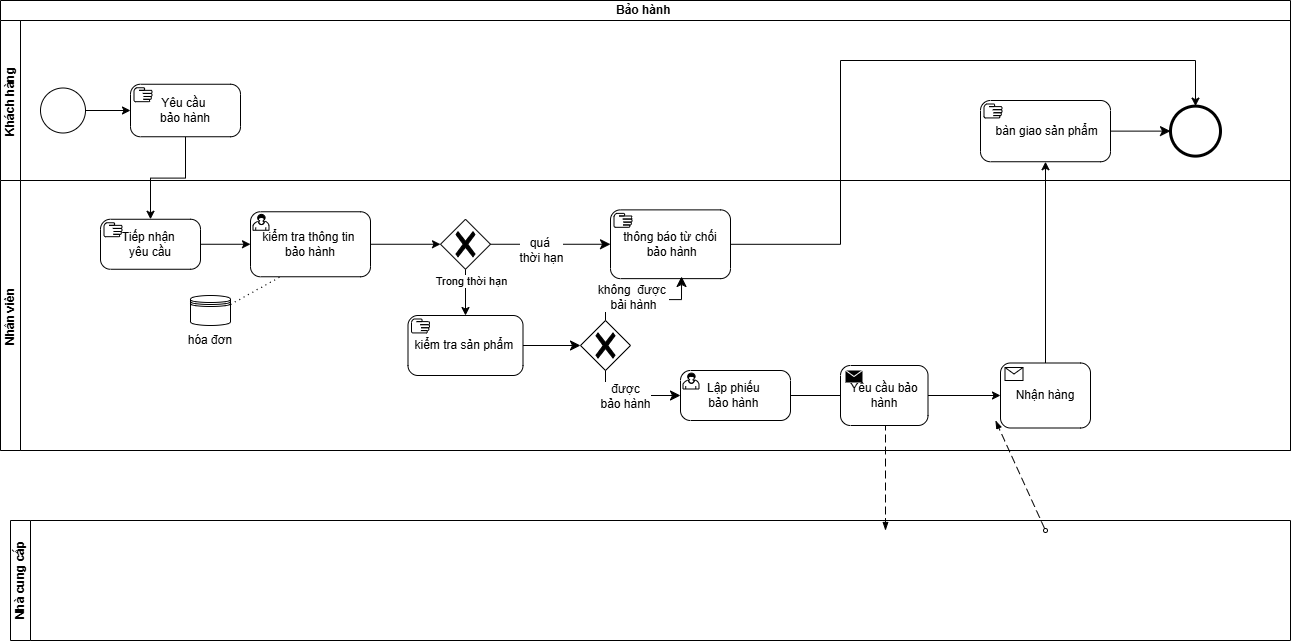 Bảo hành
Khách hàng
Yêu cầu
bảo hành
bàn giao sản phẩm
Nhân viên
Tiếp nhận
yêu cầu
kiểm tra thông tin
bảo hành
hóa đơn
quá
thời hạn
Trong thời hạn
thông báo từ chối
bảo hành
không được
bãi hành
kiểm tra sản phẩm
được
bảo hành
Lập phiếu
bảo hành
Yêu cầu bảo
hành
Nhận hàng
Nhà cung cấp